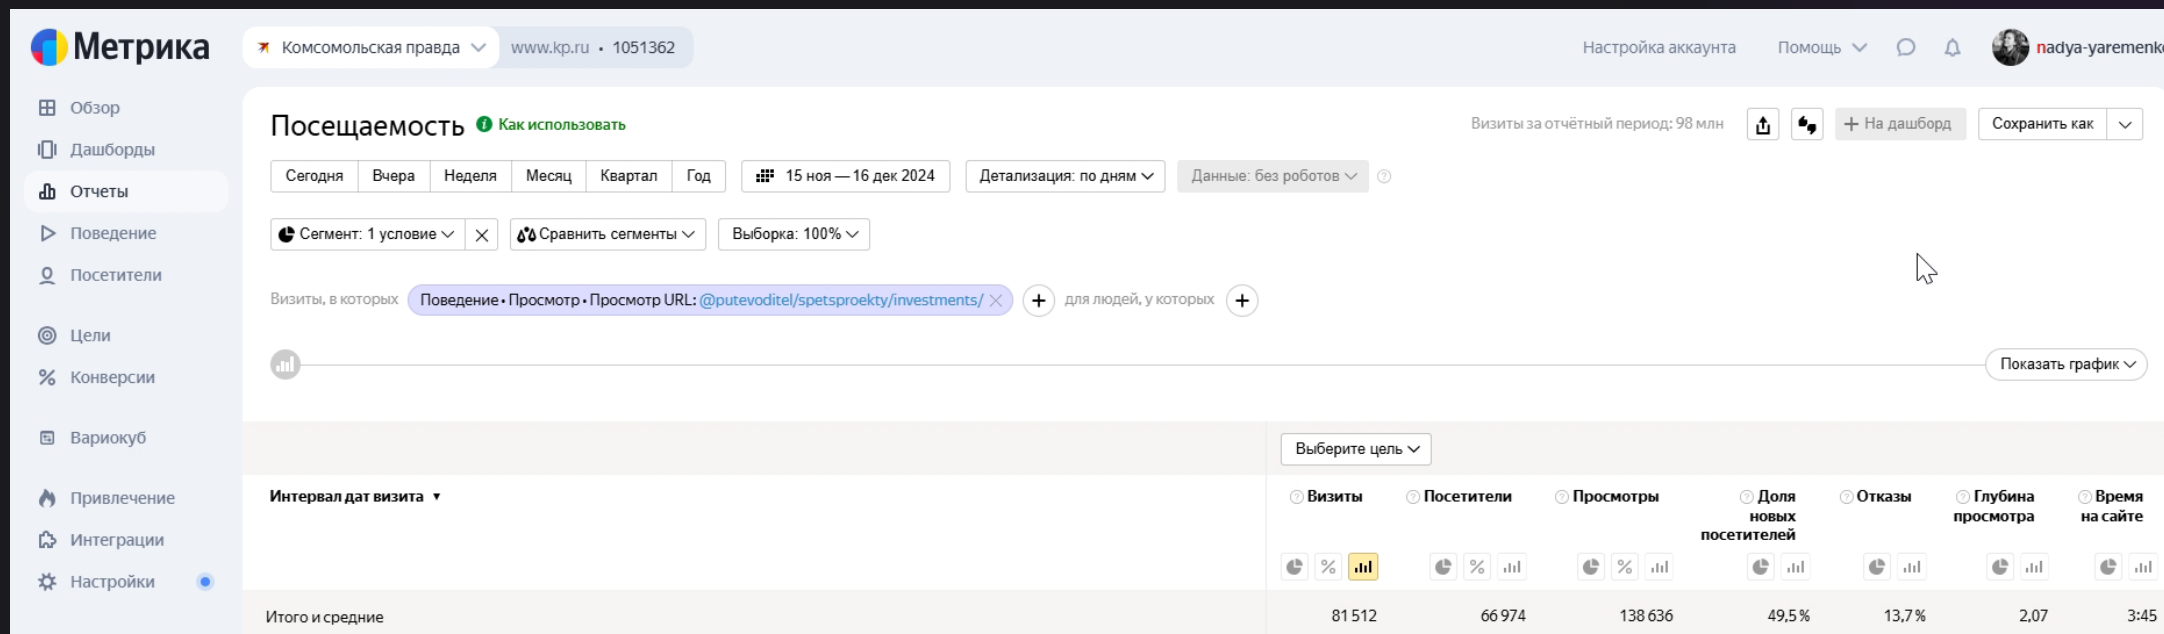 Метрика
Комсомольская правда
www.kp.ru • 1051362
Настройка аккаунта
Помощь
nadya-yaremenk
Обзор
Дашборды
Отчеты
Поведение
Посетители
Цели
Конверсии
Вариокуб
Привлечение
Интеграции
Настройки
Посещаемость
Как использовать
Визиты за отчётный период: 98 млн
+ На дашборд
Сохранить как
Сегодня Вчера Неделя Месяц Квартал Год
15 ноя — 16 дек 2024
Детализация: по дням
Данные: без роботов
Сегмент: 1 условие
Сравнить сегменты
Выборка: 100%
Визиты, в которых
Поведение • Просмотр • Просмотр URL: @putevoditel/spetsproekty/investments/
для людей, у которых
Показать график
Выберите цель
Интервал дат визита
Визиты
Посетители
Просмотры
Доля
новых
посетителей
Отказы
Глубина
просмотра
Время
на сайте
Итого и средние 81 512 66 974 138 636 49,5 % 13,7 % 2,07 3:45